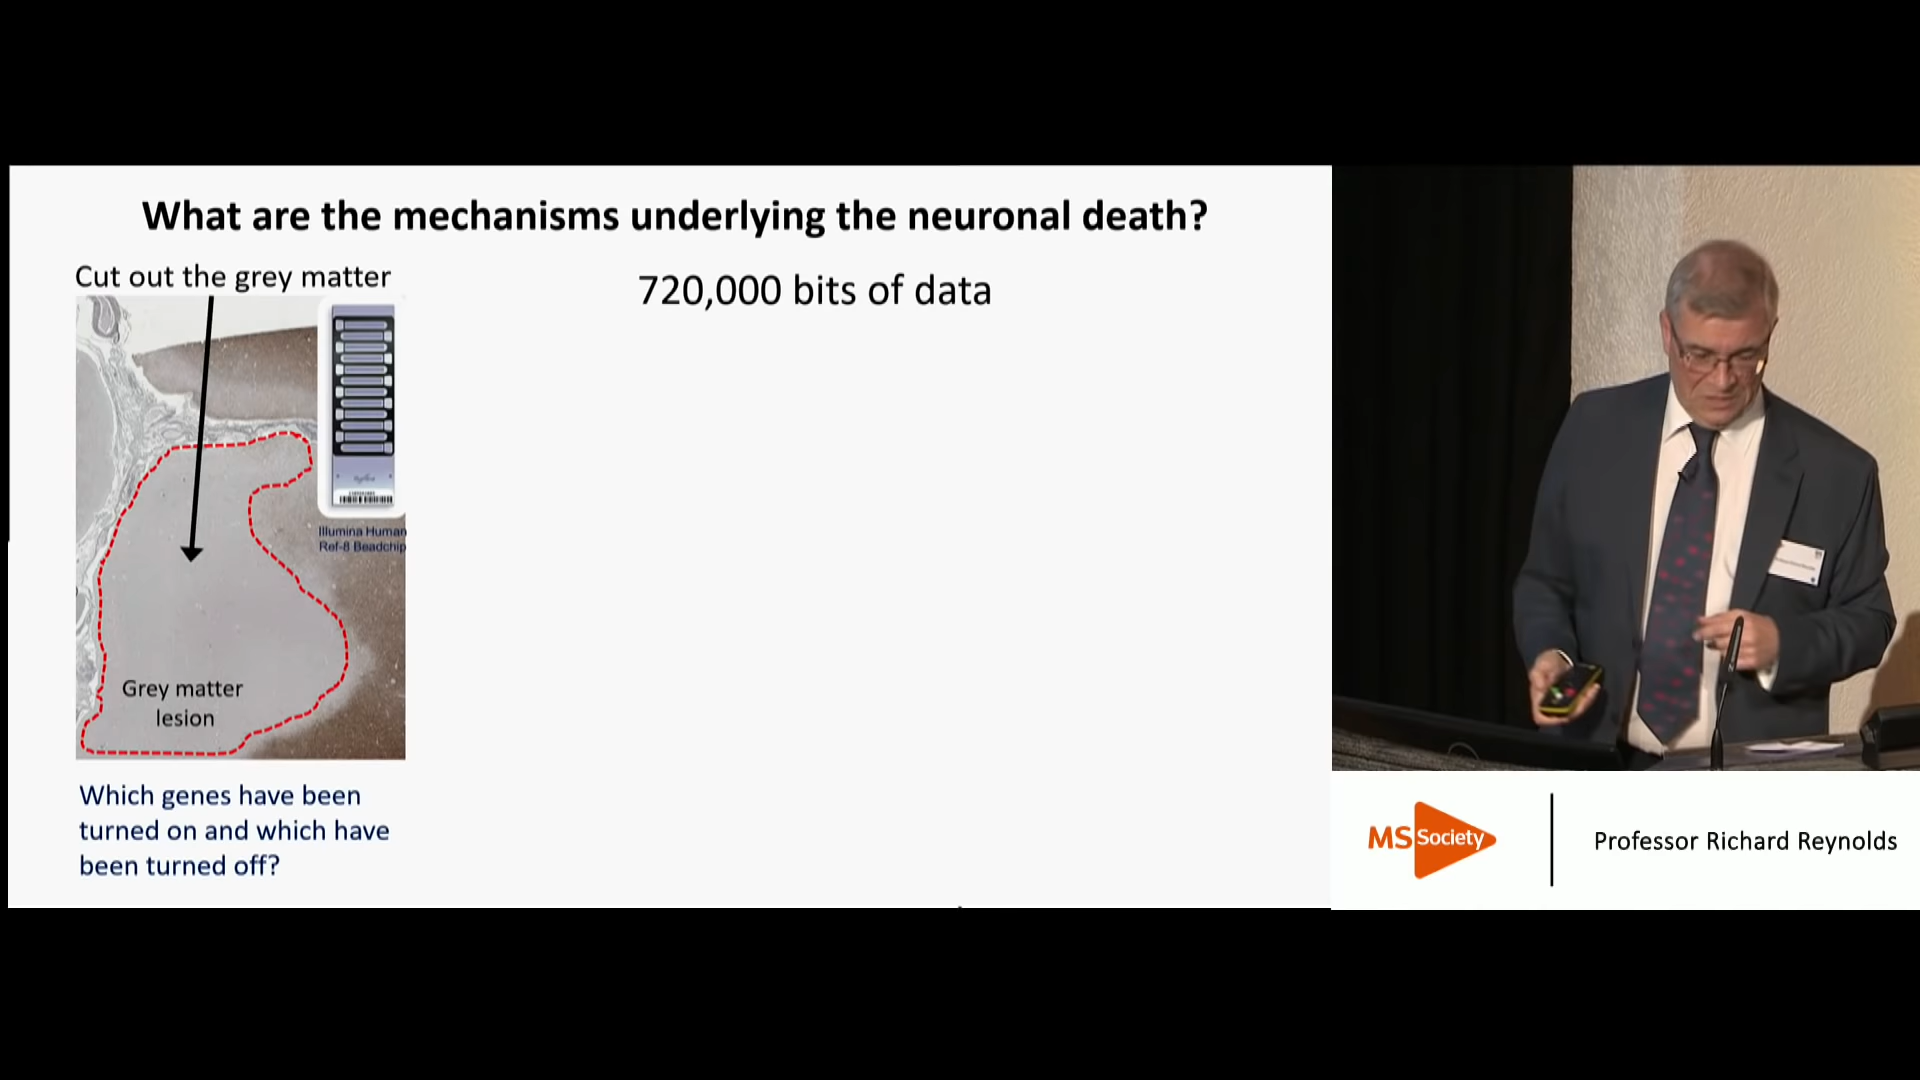 What are the mechanisms underlying the neuronal death?
Cut out the grey matter
720,000 bits of data
Illumina Human
Ref-8 Beadchip
Grey matter
lesion
Which genes have been
turned on and which have
been turned off?
MS Society
Professor Richard Reynolds